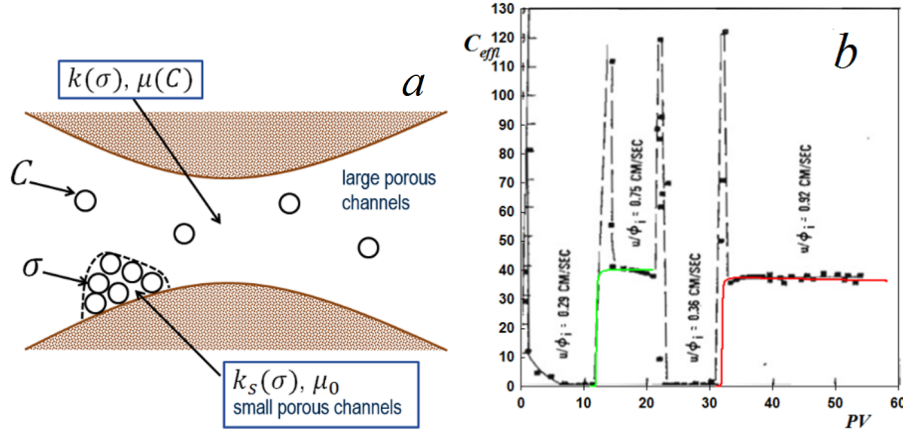 a
k(σ), μ(C)
C
large porous
channels
σ
k_s(σ), μ_0
small porous channels
b
C_effl
130
120
110
100
90
80
70
60
50
40
30
20
10
0
0
10
20
30
40
50
60
PV
u/ϕ_i = 0.29 CM/SEC
u/ϕ_i = 0.75 CM/SEC
u/ϕ_i = 0.36 CM/SEC
u/ϕ_i = 0.92 CM/SEC